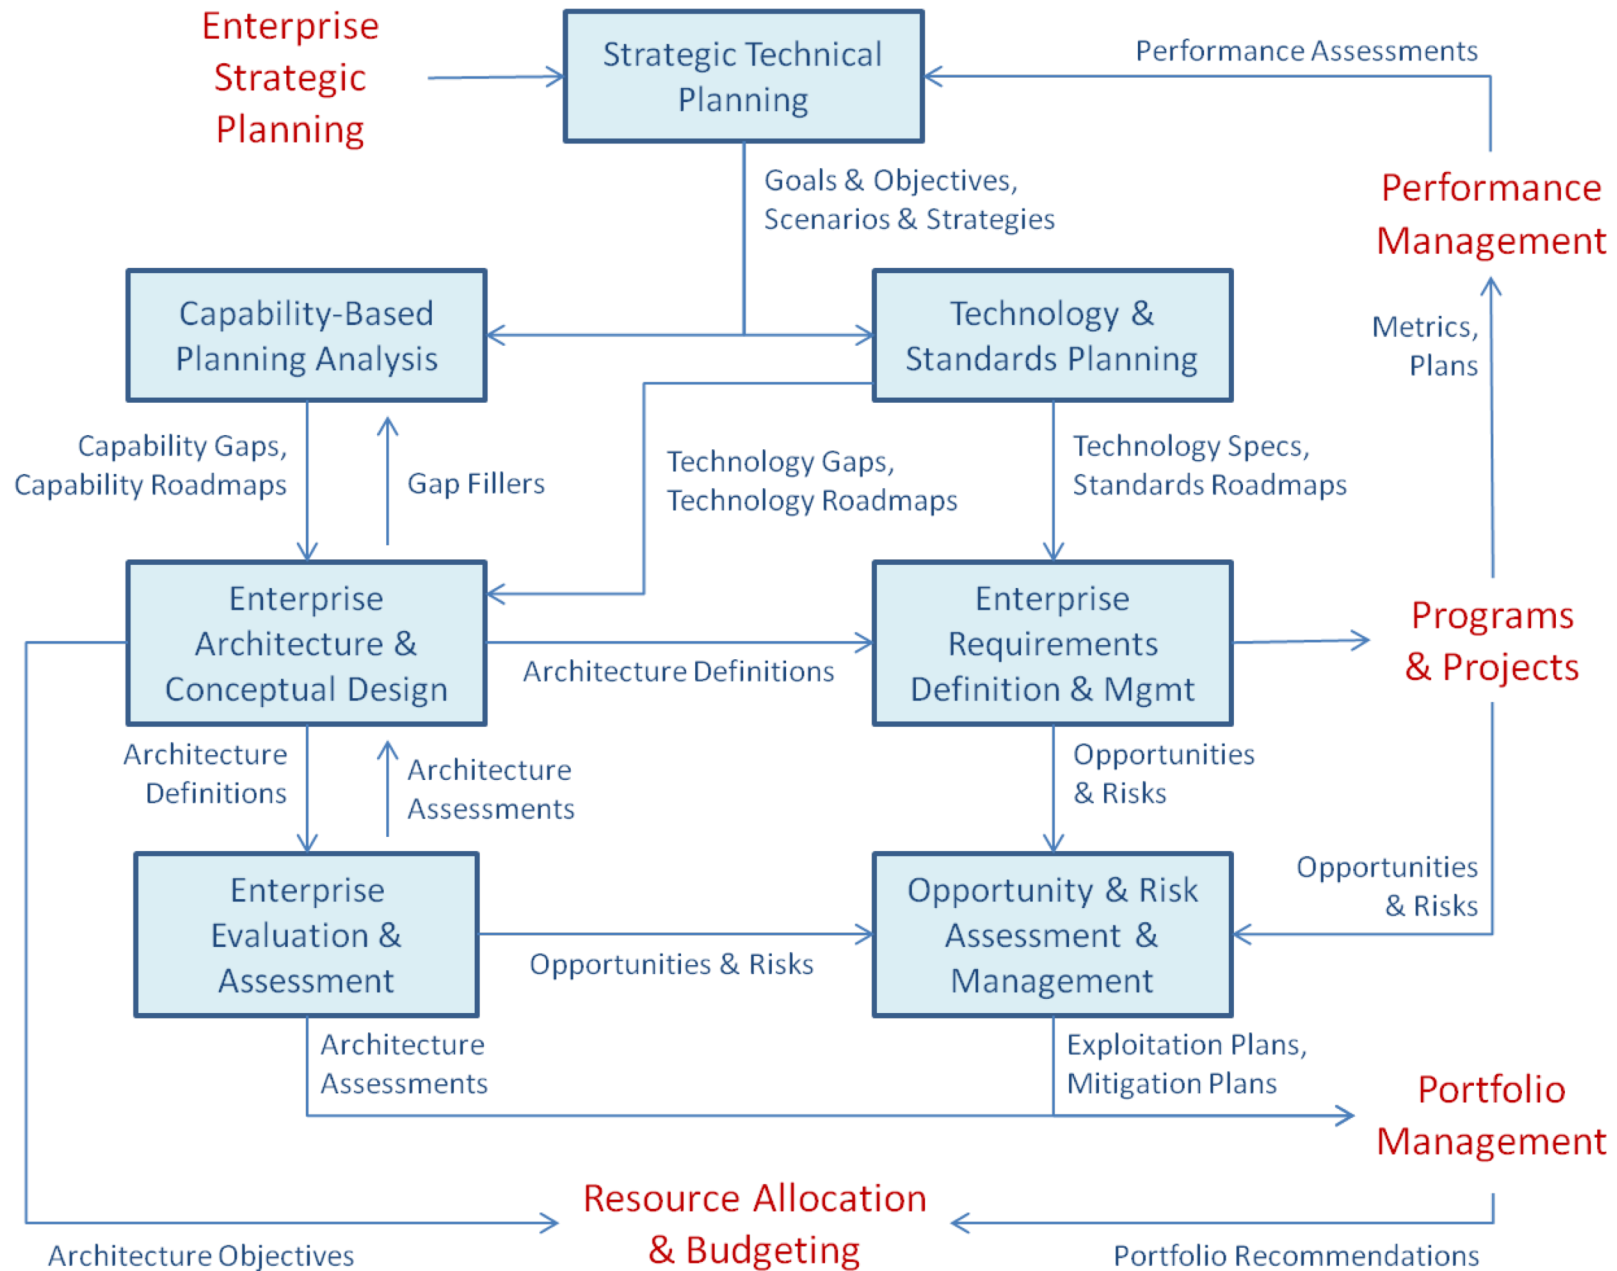 Enterprise
Strategic
Planning
Strategic Technical
Planning
Performance Assessments
Goals & Objectives,
Scenarios & Strategies
Performance
Management
Capability-Based
Planning Analysis
Technology &
Standards Planning
Metrics,
Plans
Capability Gaps,
Capability Roadmaps
Gap Fillers
Technology Gaps,
Technology Roadmaps
Technology Specs,
Standards Roadmaps
Enterprise
Architecture &
Conceptual Design
Architecture Definitions
Enterprise
Requirements
Definition & Mgmt
Programs
& Projects
Architecture
Definitions
Architecture
Assessments
Opportunities
& Risks
Enterprise
Evaluation &
Assessment
Opportunities & Risks
Opportunity & Risk
Assessment &
Management
Opportunities
& Risks
Architecture
Assessments
Exploitation Plans,
Mitigation Plans
Portfolio
Management
Resource Allocation
& Budgeting
Architecture Objectives
Portfolio Recommendations